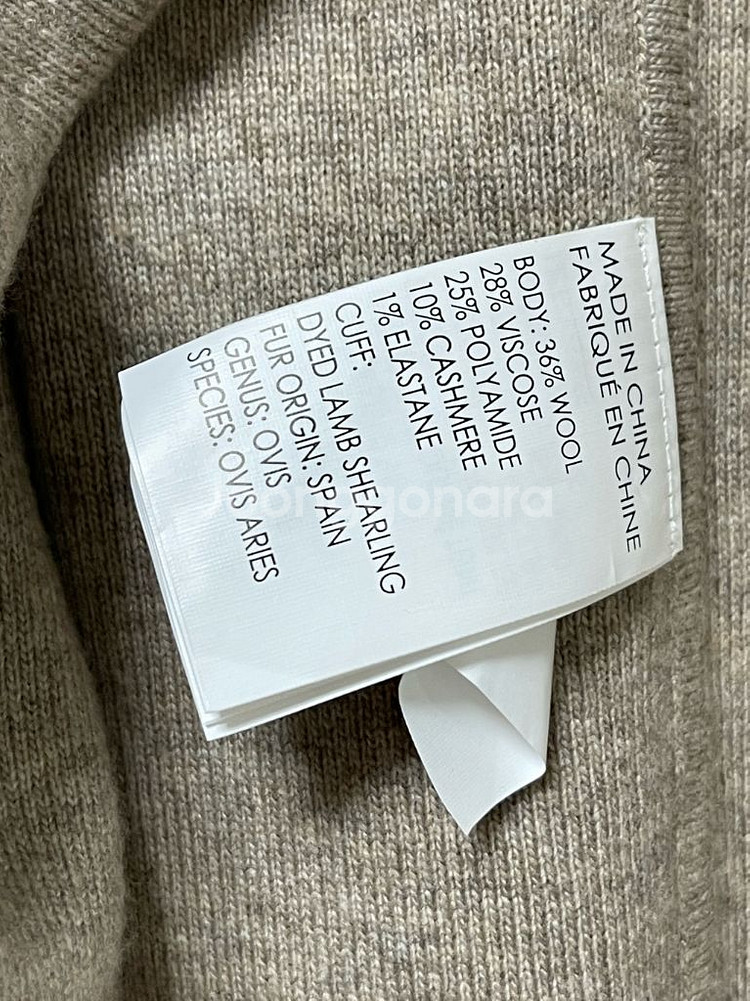 MADE IN CHINA
FABRIQUÉ EN CHINE
BODY: 36% WOOL
28% VISCOSE
25% POLYAMIDE
10% CASHMERE
1% ELASTANE
CUFF:
DYED LAMB SHEARLING
FUR ORIGIN: SPAIN
GENUS: OVIS
SPECIES: OVIS ARIES